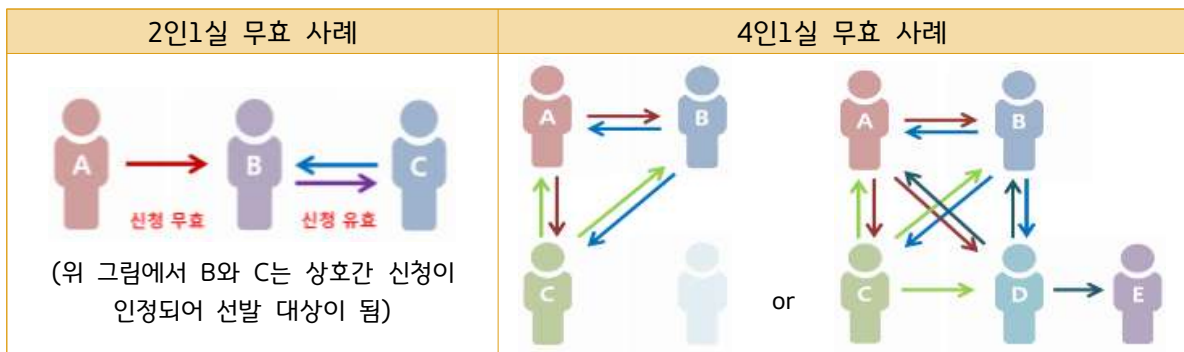 2인1실 무효 사례
4인1실 무효 사례
A
B
C
신청 무효
신청 유효
(위 그림에서 B와 C는 상호간 신청이
인정되어 선발 대상이 됨)
A
B
C
or
A
B
C
D
E